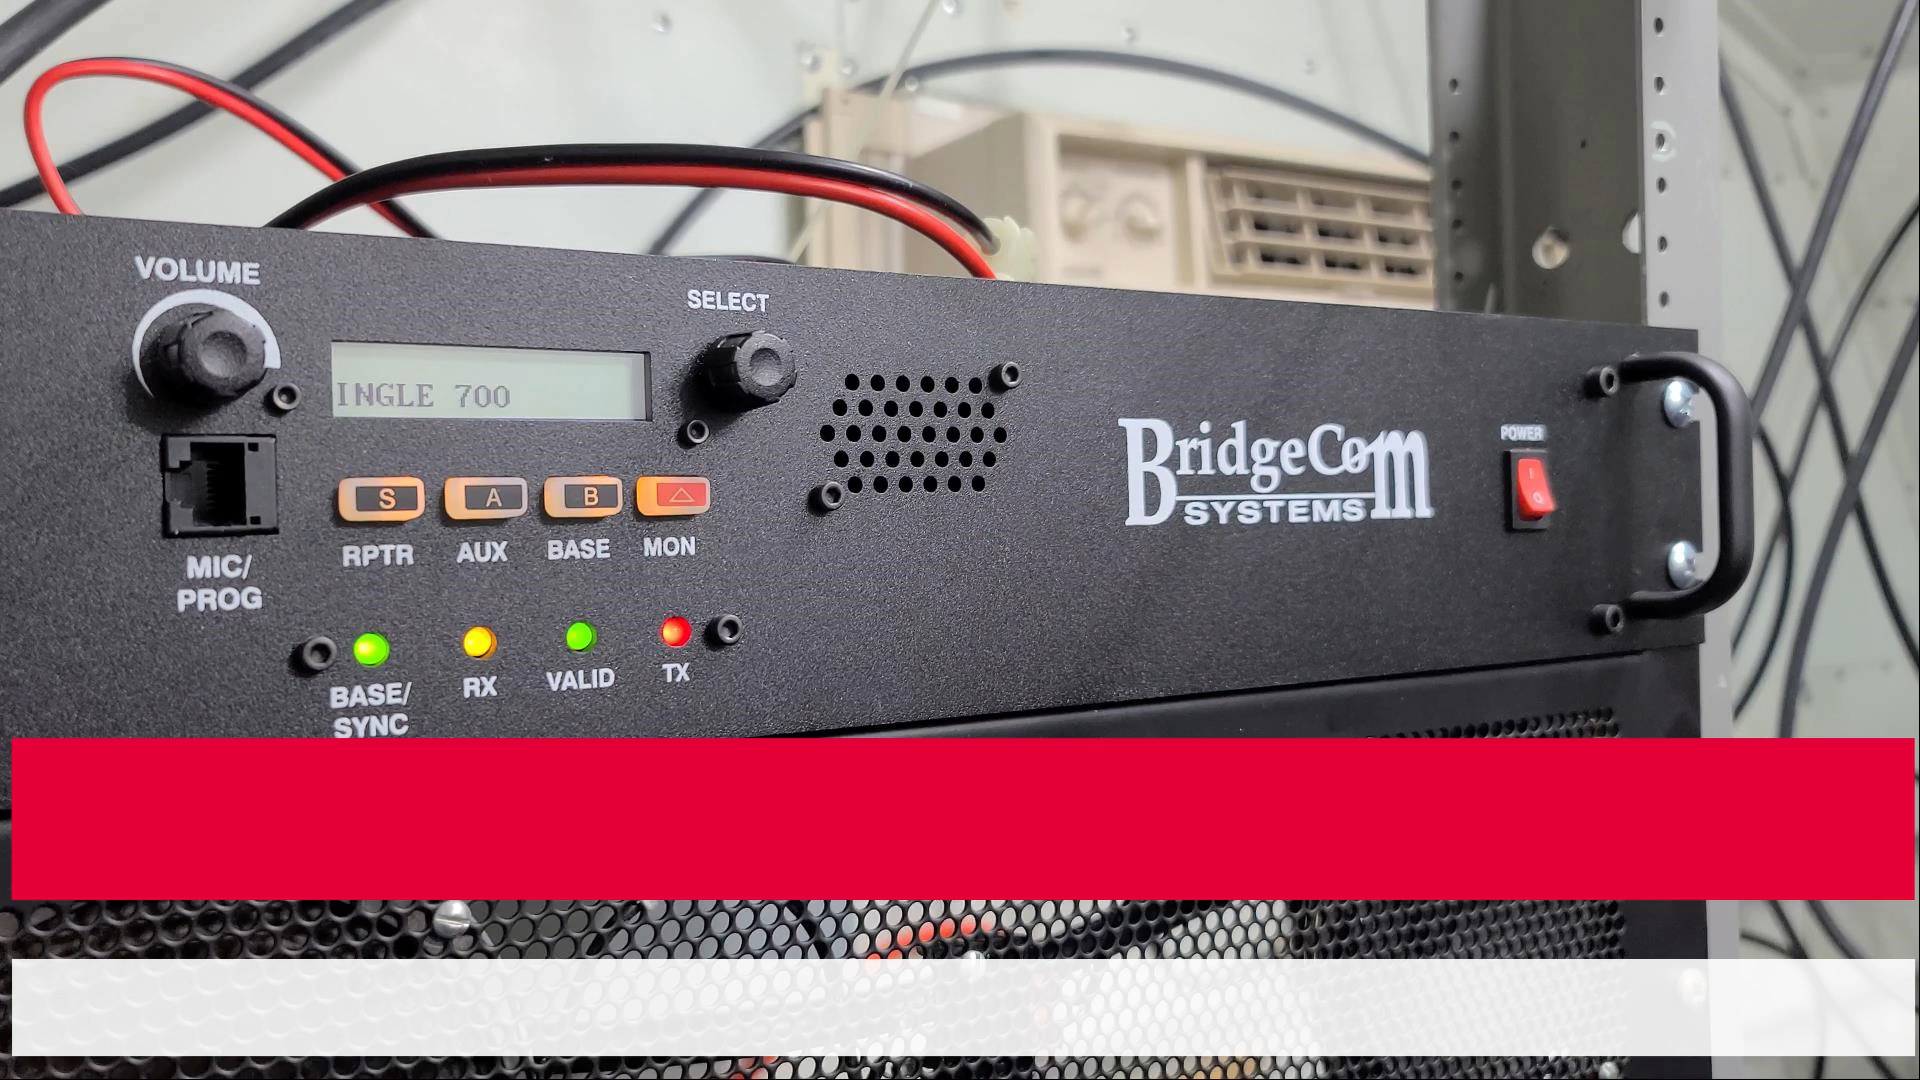 VOLUME
SELECT
INGLE 700
S A B
RPTR AUX BASE MON
MIC/
PROG
BASE/
SYNC
RX
VALID
TX
BridgeCom
SYSTEMS
POWER